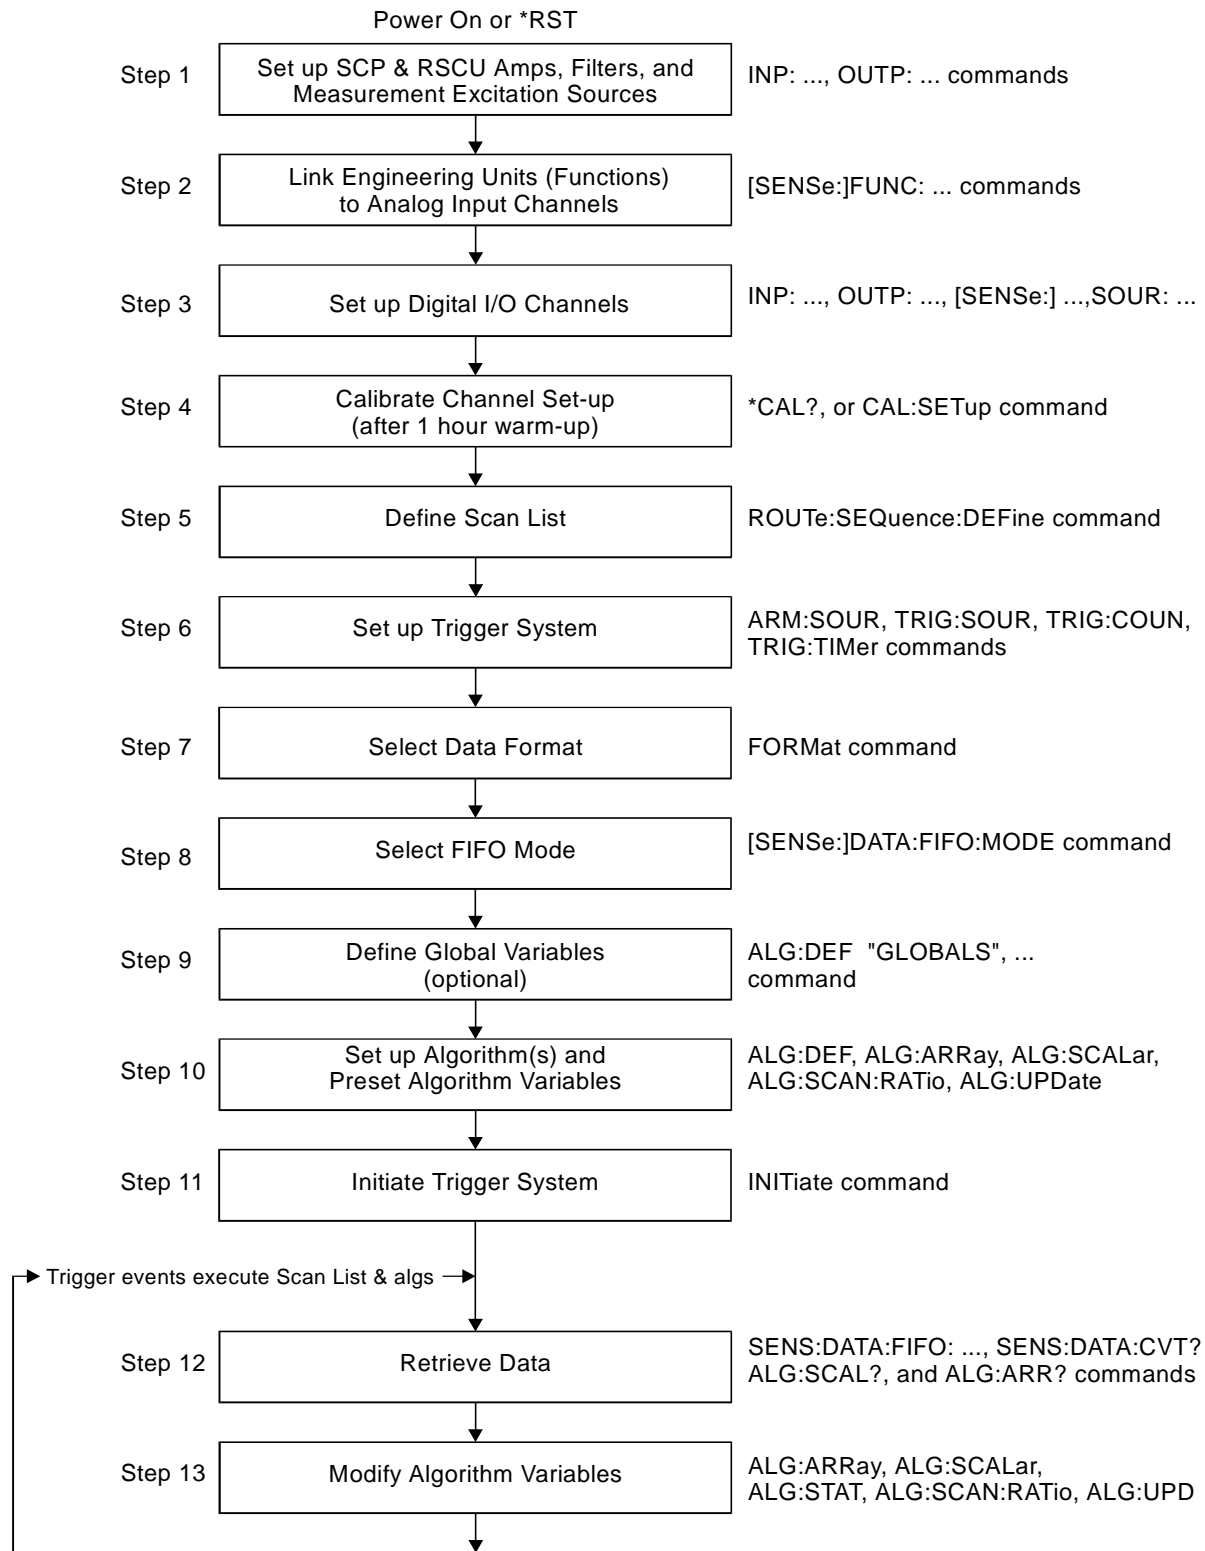 Power On or *RST
Step 1
Set up SCP & RSCU Amps, Filters, and
Measurement Excitation Sources
INP: ..., OUTP: ... commands
Step 2
Link Engineering Units (Functions)
to Analog Input Channels
[SENSe:]FUNC: ... commands
Step 3
Set up Digital I/O Channels
INP: ..., OUTP: ..., [SENSe:] ...,SOUR: ...
Step 4
Calibrate Channel Set-up
(after 1 hour warm-up)
*CAL?, or CAL:SETup command
Step 5
Define Scan List
ROUTe:SEQuence:DEFine command
Step 6
Set up Trigger System
ARM:SOUR, TRIG:SOUR, TRIG:COUN,
TRIG:TIMer commands
Step 7
Select Data Format
FORMat command
Step 8
Select FIFO Mode
[SENSe:]DATA:FIFO:MODE command
Step 9
Define Global Variables
(optional)
ALG:DEF "GLOBALS", ...
command
Step 10
Set up Algorithm(s) and
Preset Algorithm Variables
ALG:DEF, ALG:ARRay, ALG:SCALar,
ALG:SCAN:RATio, ALG:UPDate
Step 11
Initiate Trigger System
INITiate command
Trigger events execute Scan List & algs
Step 12
Retrieve Data
SENS:DATA:FIFO: ..., SENS:DATA:CVT?
ALG:SCAL?, and ALG:ARR? commands
Step 13
Modify Algorithm Variables
ALG:ARRay, ALG:SCALar,
ALG:STAT, ALG:SCAN:RATio, ALG:UPD